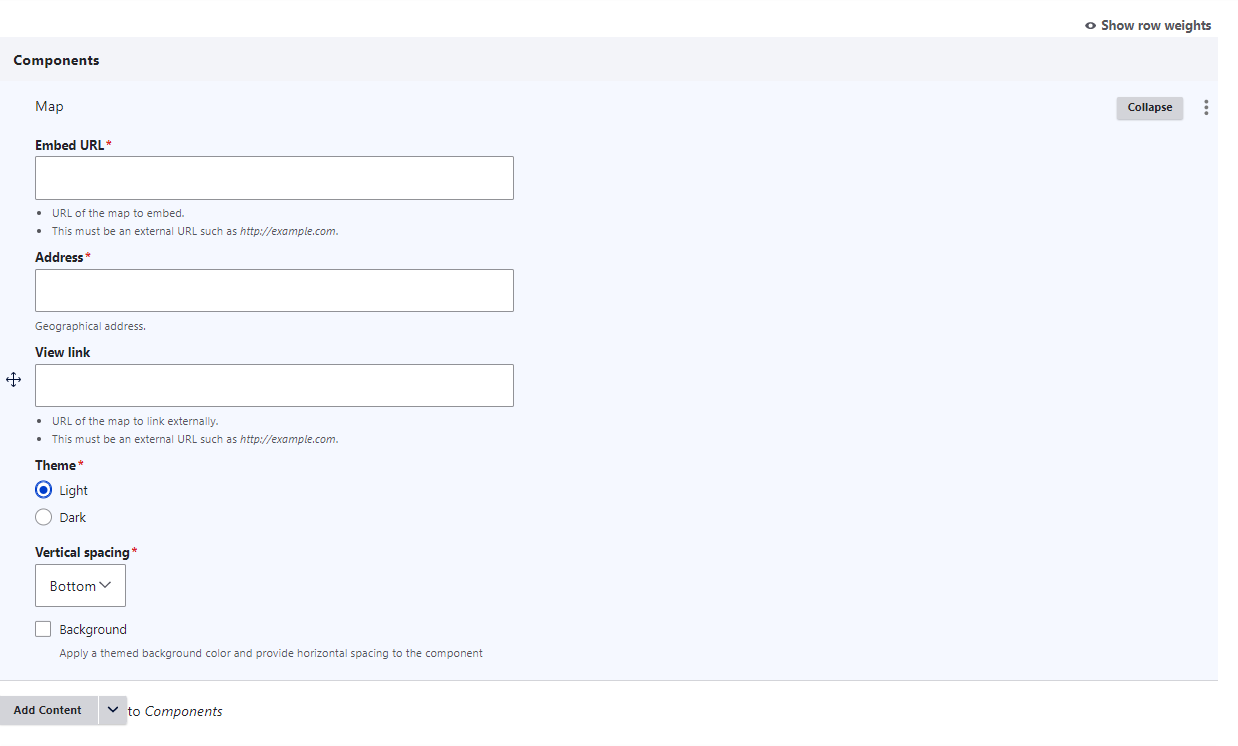 Show row weights
Components
Map
Collapse
Embed URL*
URL of the map to embed.
This must be an external URL such as http://example.com.
Address*
Geographical address.
View link
URL of the map to link externally.
This must be an external URL such as http://example.com.
Theme*
Light
Dark
Vertical spacing*
Bottom
Background
Apply a themed background color and provide horizontal spacing to the component
Add Content to Components